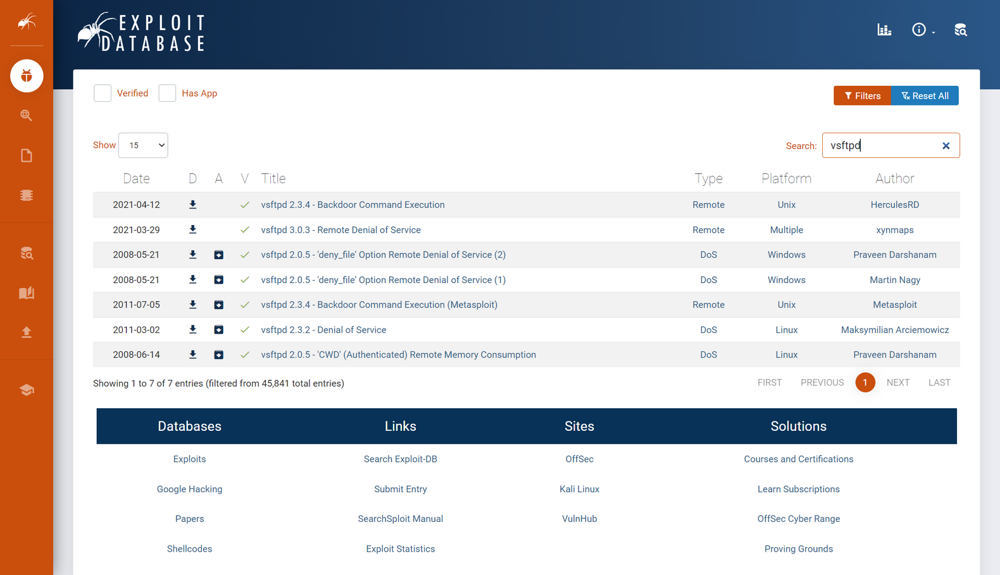 EXPLOIT
DATABASE
Verified Has App
Filters Reset All
Show 15 Search: vsftpd
Date D A V Title Type Platform Author
2021-04-12 vsftpd 2.3.4 - Backdoor Command Execution Remote Unix HerculesRD
2021-03-29 vsftpd 3.0.3 - Remote Denial of Service Remote Multiple xynmaps
2008-05-21 vsftpd 2.0.5 - 'deny_file' Option Remote Denial of Service (2) DoS Windows Praveen Darshanam
2008-05-21 vsftpd 2.0.5 - 'deny_file' Option Remote Denial of Service (1) DoS Windows Martin Nagy
2011-07-05 vsftpd 2.3.4 - Backdoor Command Execution (Metasploit) Remote Unix Metasploit
2011-03-02 vsftpd 2.3.2 - Denial of Service DoS Linux Maksymilian Arciemowicz
2008-06-14 vsftpd 2.0.5 - 'CWD' (Authenticated) Remote Memory Consumption DoS Linux Praveen Darshanam
Showing 1 to 7 of 7 entries (filtered from 45,841 total entries) FIRST PREVIOUS 1 NEXT LAST
Databases Links Sites Solutions
Exploits Search Exploit-DB OffSec Courses and Certifications
Google Hacking Submit Entry Kali Linux Learn Subscriptions
Papers SearchSploit Manual VulnHub OffSec Cyber Range
Shellcodes Exploit Statistics Proving Grounds